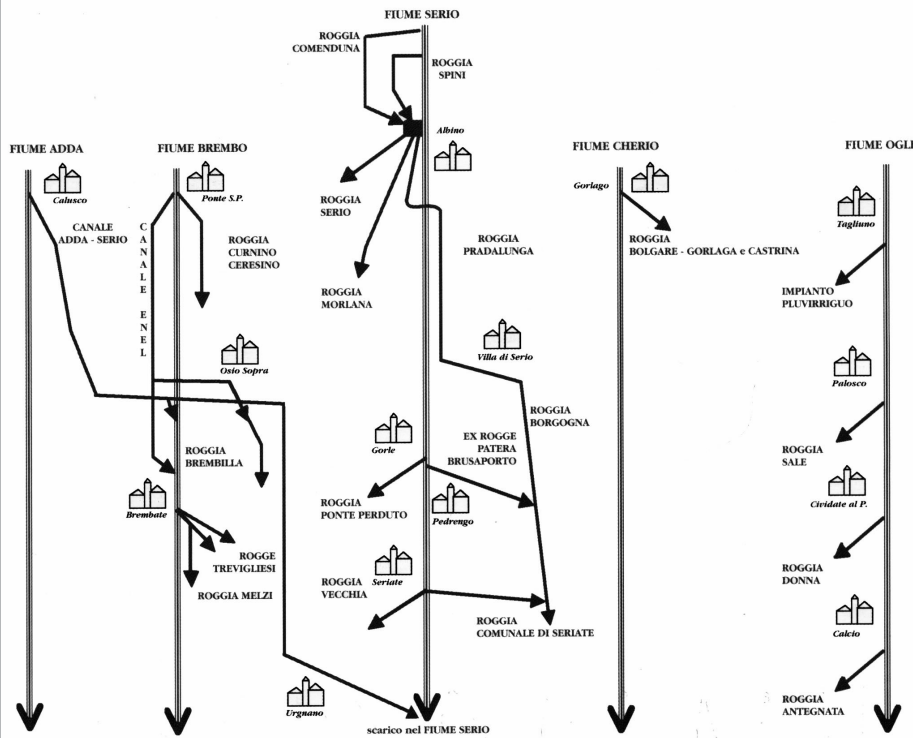 FIUME SERIO
ROGGIA
COMENDUNA
ROGGIA
SPINI
Albino
FIUME ADDA
Calusco
FIUME BREMBO
Ponte S.P.
CANALE
ADDA - SERIO
CANALE ENEL
ROGGIA
CURNINO
CERESINO
ROGGIA
SERIO
ROGGIA
MORLANA
ROGGIA
PRADALUNGA
FIUME CHERIO
Gorlago
ROGGIA
BOLGARE - GORLAGA e CASTRINA
FIUME OGLI
Tagliuno
IMPIANTO
PLUVIRRIGUO
Osio Sopra
Villa di Serio
Palosco
ROGGIA
BORGOGNA
ROGGIA
BREMBILLA
Gorle
EX ROGGE
PATERA
BRUSAPORTO
ROGGIA
SALE
Brembate
ROGGIA
PONTE PERDUTO
Pedrengo
Cividate al P.
ROGGE
TREVIGLIESI
ROGGIA MELZI
Seriate
ROGGIA
VECCHIA
ROGGIA
COMUNALE DI SERIATE
ROGGIA
DONNA
Calcio
Urgnano
ROGGIA
ANTEGNATA
scarico nel FIUME SERIO